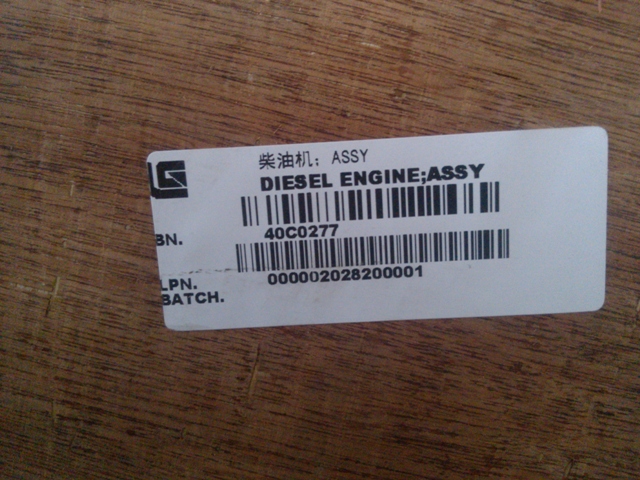 柴油机；ASSY
DIESEL ENGINE;ASSY
BN. 40C0277
LPN. 000002028200001
BATCH.